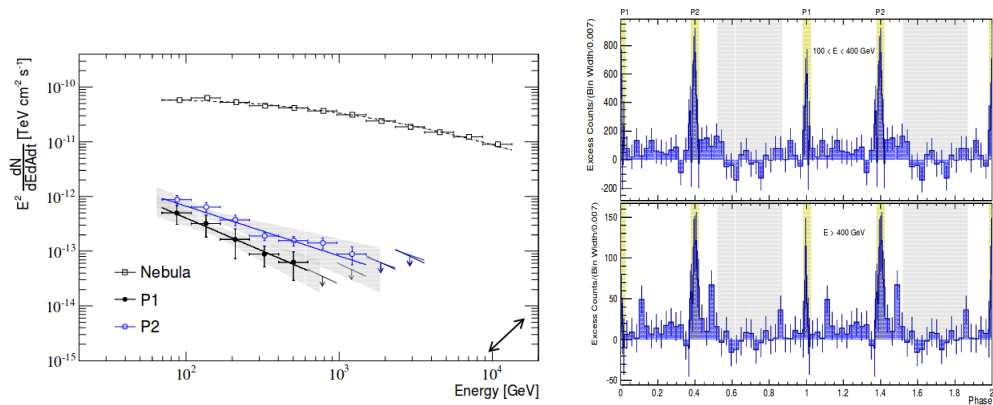 E² dN/dEdAdt [TeV cm⁻² s⁻¹]
10⁻¹⁰
10⁻¹¹
10⁻¹²
10⁻¹³
10⁻¹⁴
10⁻¹⁵
Nebula
P1
P2
10² 10³ 10⁴
Energy [GeV]
P1 P2 P1 P2
Excess Counts/(Bin Width/0.007)
800
600
400
200
0
-200
100 < E < 400 GeV
Excess Counts/(Bin Width/0.007)
150
100
50
0
-50
E > 400 GeV
0 0.2 0.4 0.6 0.8 1 1.2 1.4 1.6 1.8 2
Phase